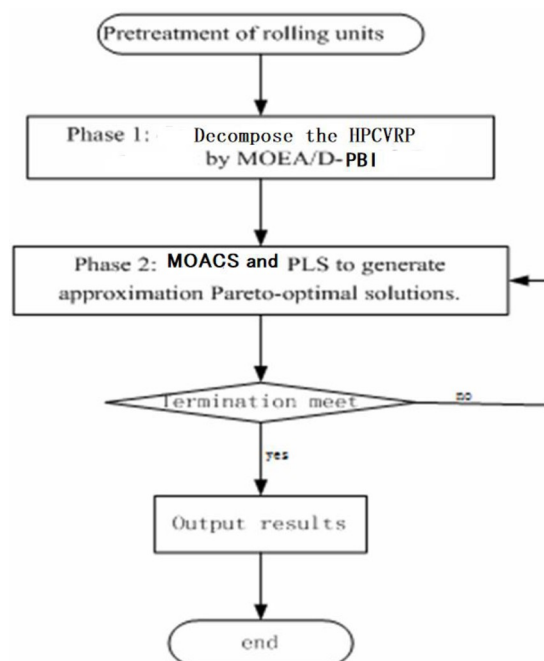 Pretreatment of rolling units
Phase 1: Decompose the HPCVRP
by MOEA/D-PBI
Phase 2: MOACS and PLS to generate
approximation Pareto-optimal solutions.
Termination meet
no
yes
Output results
end